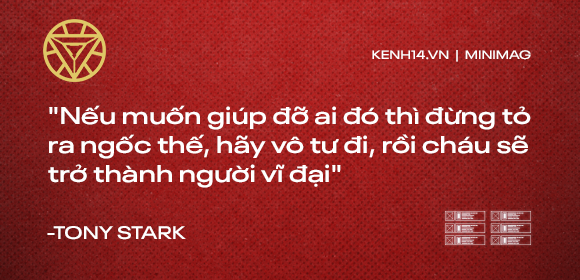 KENH14.VN | MINIMAG
"Nếu muốn giúp đỡ ai đó thì đừng tỏ
ra ngốc thế, hãy vô tư đi, rồi cháu sẽ
trở thành người vĩ đại"
-TONY STARK